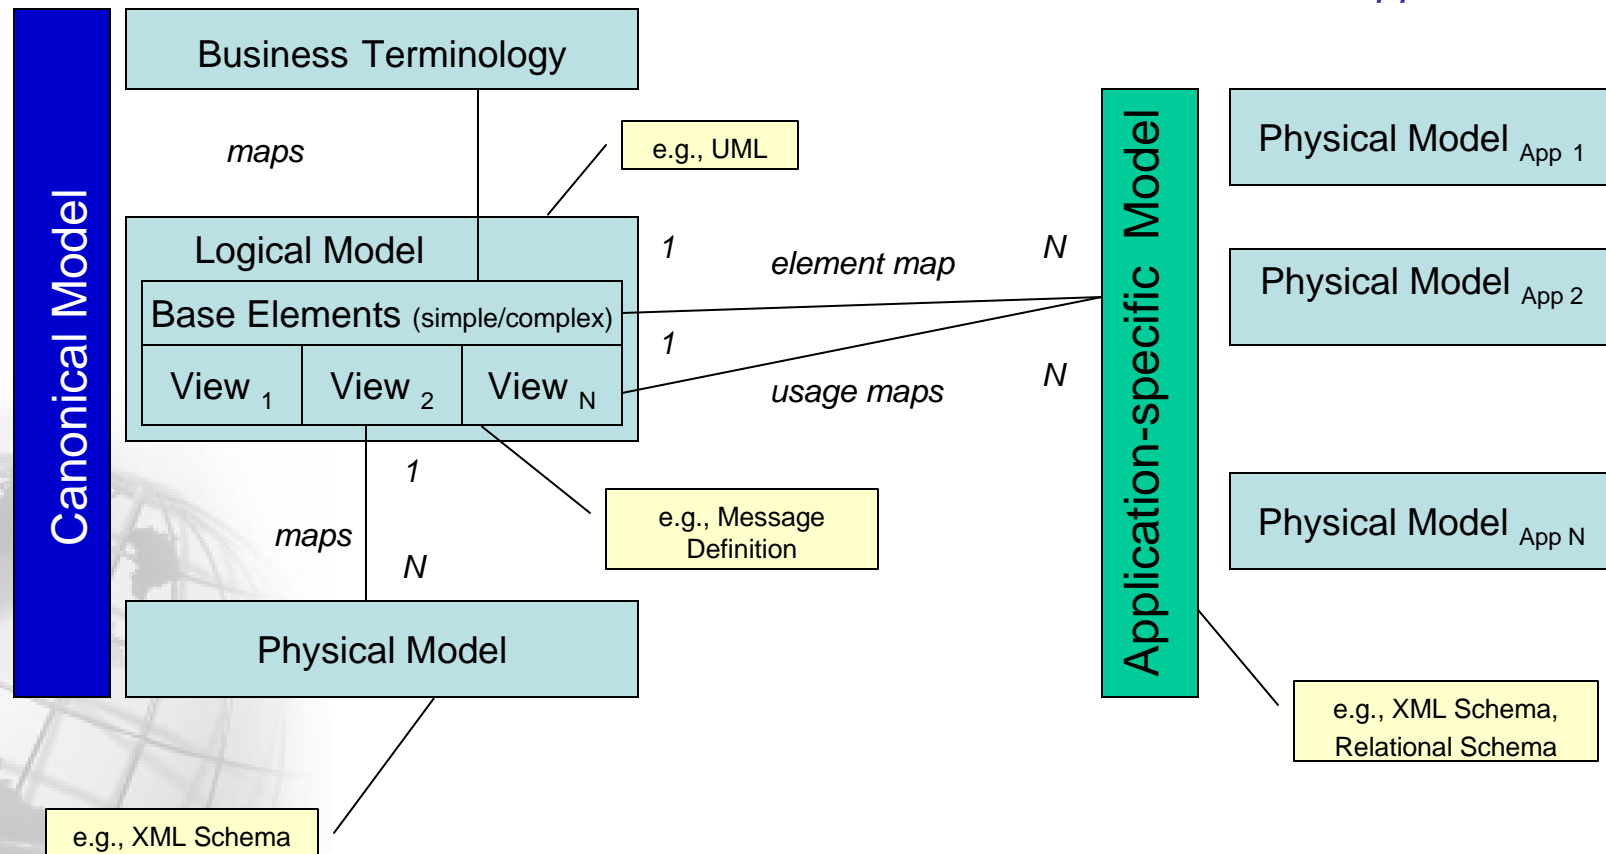 Business Terminology
maps
e.g., UML
Canonical Model
Logical Model
Base Elements (simple/complex)
View 1
View 2
View N
1
element map
N
1
usage maps
N
Application-specific Model
Physical Model App 1
Physical Model App 2
Physical Model App N
1
maps
N
e.g., Message
Definition
Physical Model
e.g., XML Schema,
Relational Schema
e.g., XML Schema